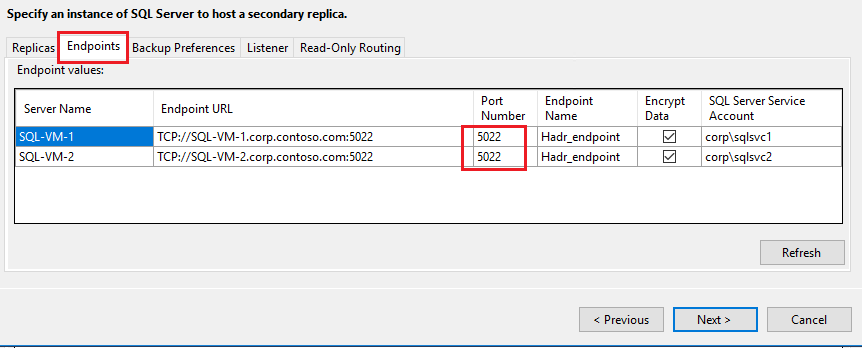 Specify an instance of SQL Server to host a secondary replica.
Replicas Endpoints Backup Preferences Listener Read-Only Routing
Endpoint values:
Server Name Endpoint URL Port Number Endpoint Name Encrypt Data SQL Server Service Account
SQL-VM-1 TCP://SQL-VM-1.corp.contoso.com:5022 5022 Hadr_endpoint corp\sqlsvc1
SQL-VM-2 TCP://SQL-VM-2.corp.contoso.com:5022 5022 Hadr_endpoint corp\sqlsvc2
Refresh
< Previous Next > Cancel